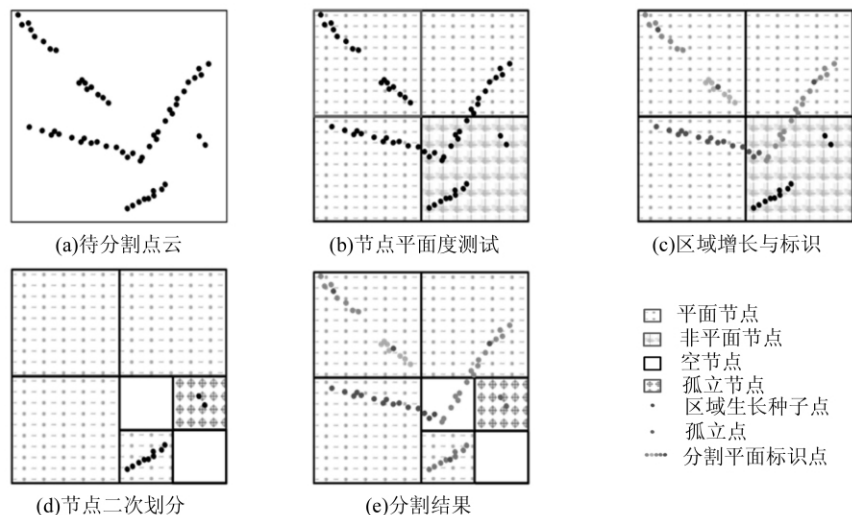 (a)待分割点云
(b)节点平面度测试
(c)区域增长与标识
(d)节点二次划分
(e)分割结果
平面节点
非平面节点
空节点
孤立节点
区域生长种子点
孤立点
分割平面标识点